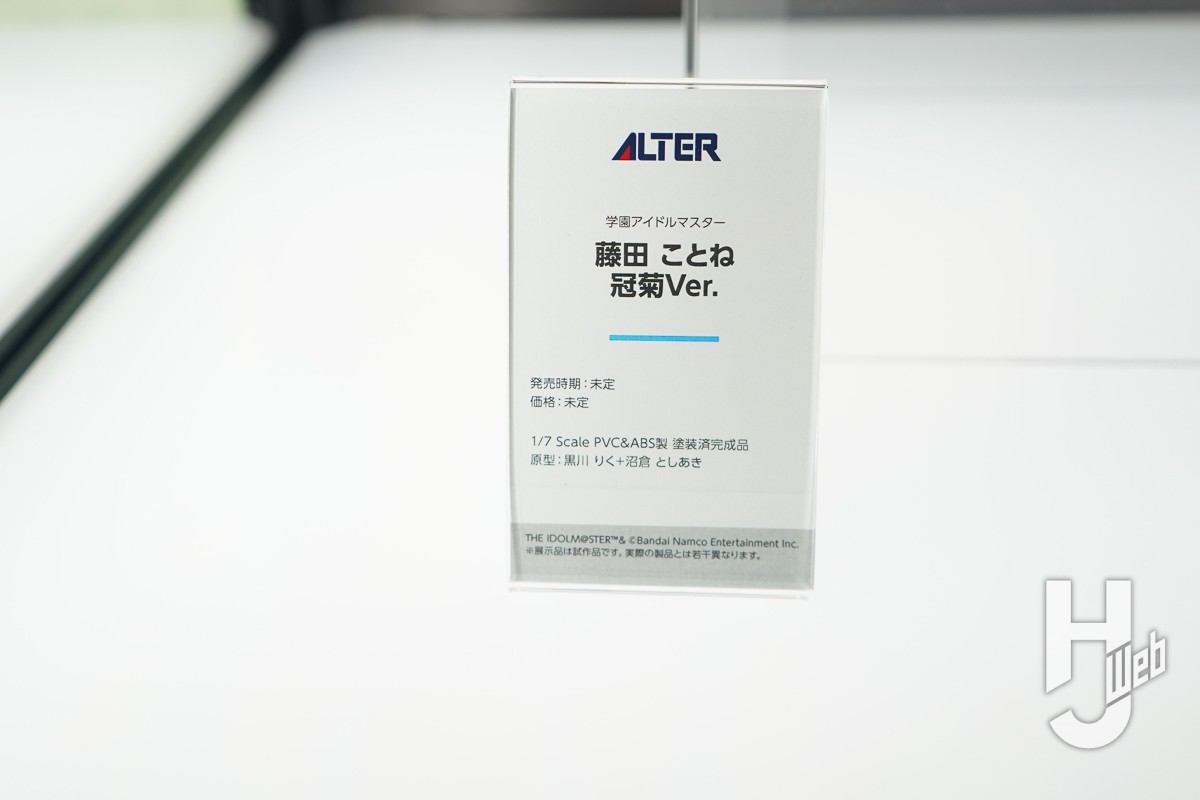 ALTER
学園アイドルマスター
藤田 ことね
冠菊Ver.
発売時期：未定
価格：未定
1/7 Scale PVC&ABS製 塗装済完成品
原型：黒川 りく+沼倉 としあき
THE IDOLM@STER™& ©Bandai Namco Entertainment Inc.
※展示品は試作品です。実際の製品とは若干異なります。
HJ Web